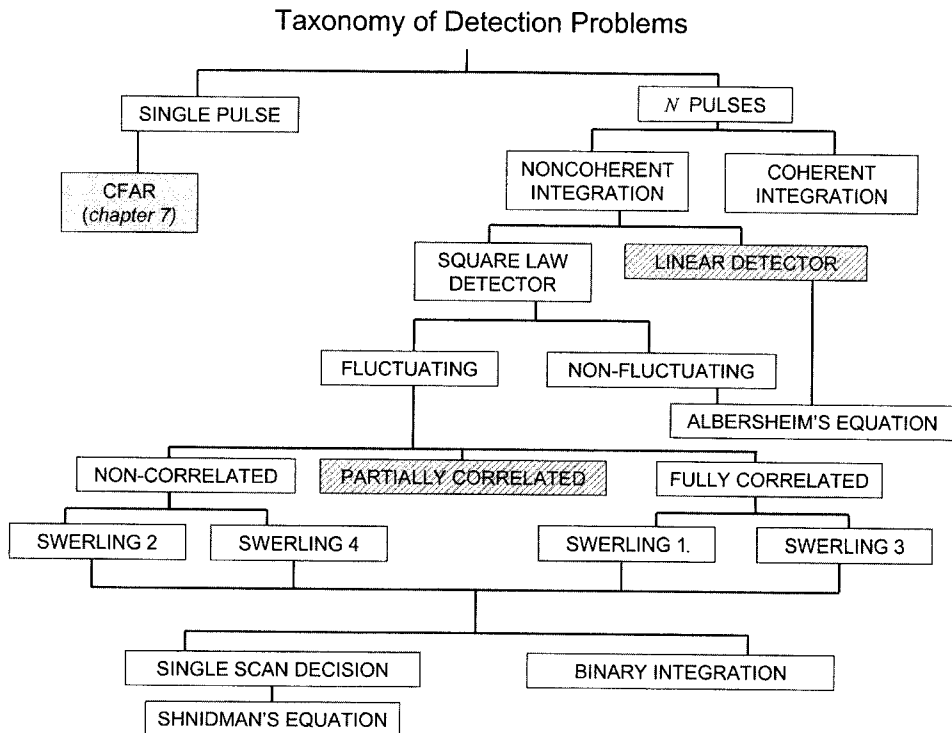 Taxonomy of Detection Problems
SINGLE PULSE
N PULSES
CFAR
(chapter 7)
NONCOHERENT
INTEGRATION
COHERENT
INTEGRATION
SQUARE LAW
DETECTOR
LINEAR DETECTOR
FLUCTUATING
NON-FLUCTUATING
ALBERSHEIM'S EQUATION
NON-CORRELATED
PARTIALLY CORRELATED
FULLY CORRELATED
SWERLING 2
SWERLING 4
SWERLING 1.
SWERLING 3
SINGLE SCAN DECISION
BINARY INTEGRATION
SHNIDMAN'S EQUATION